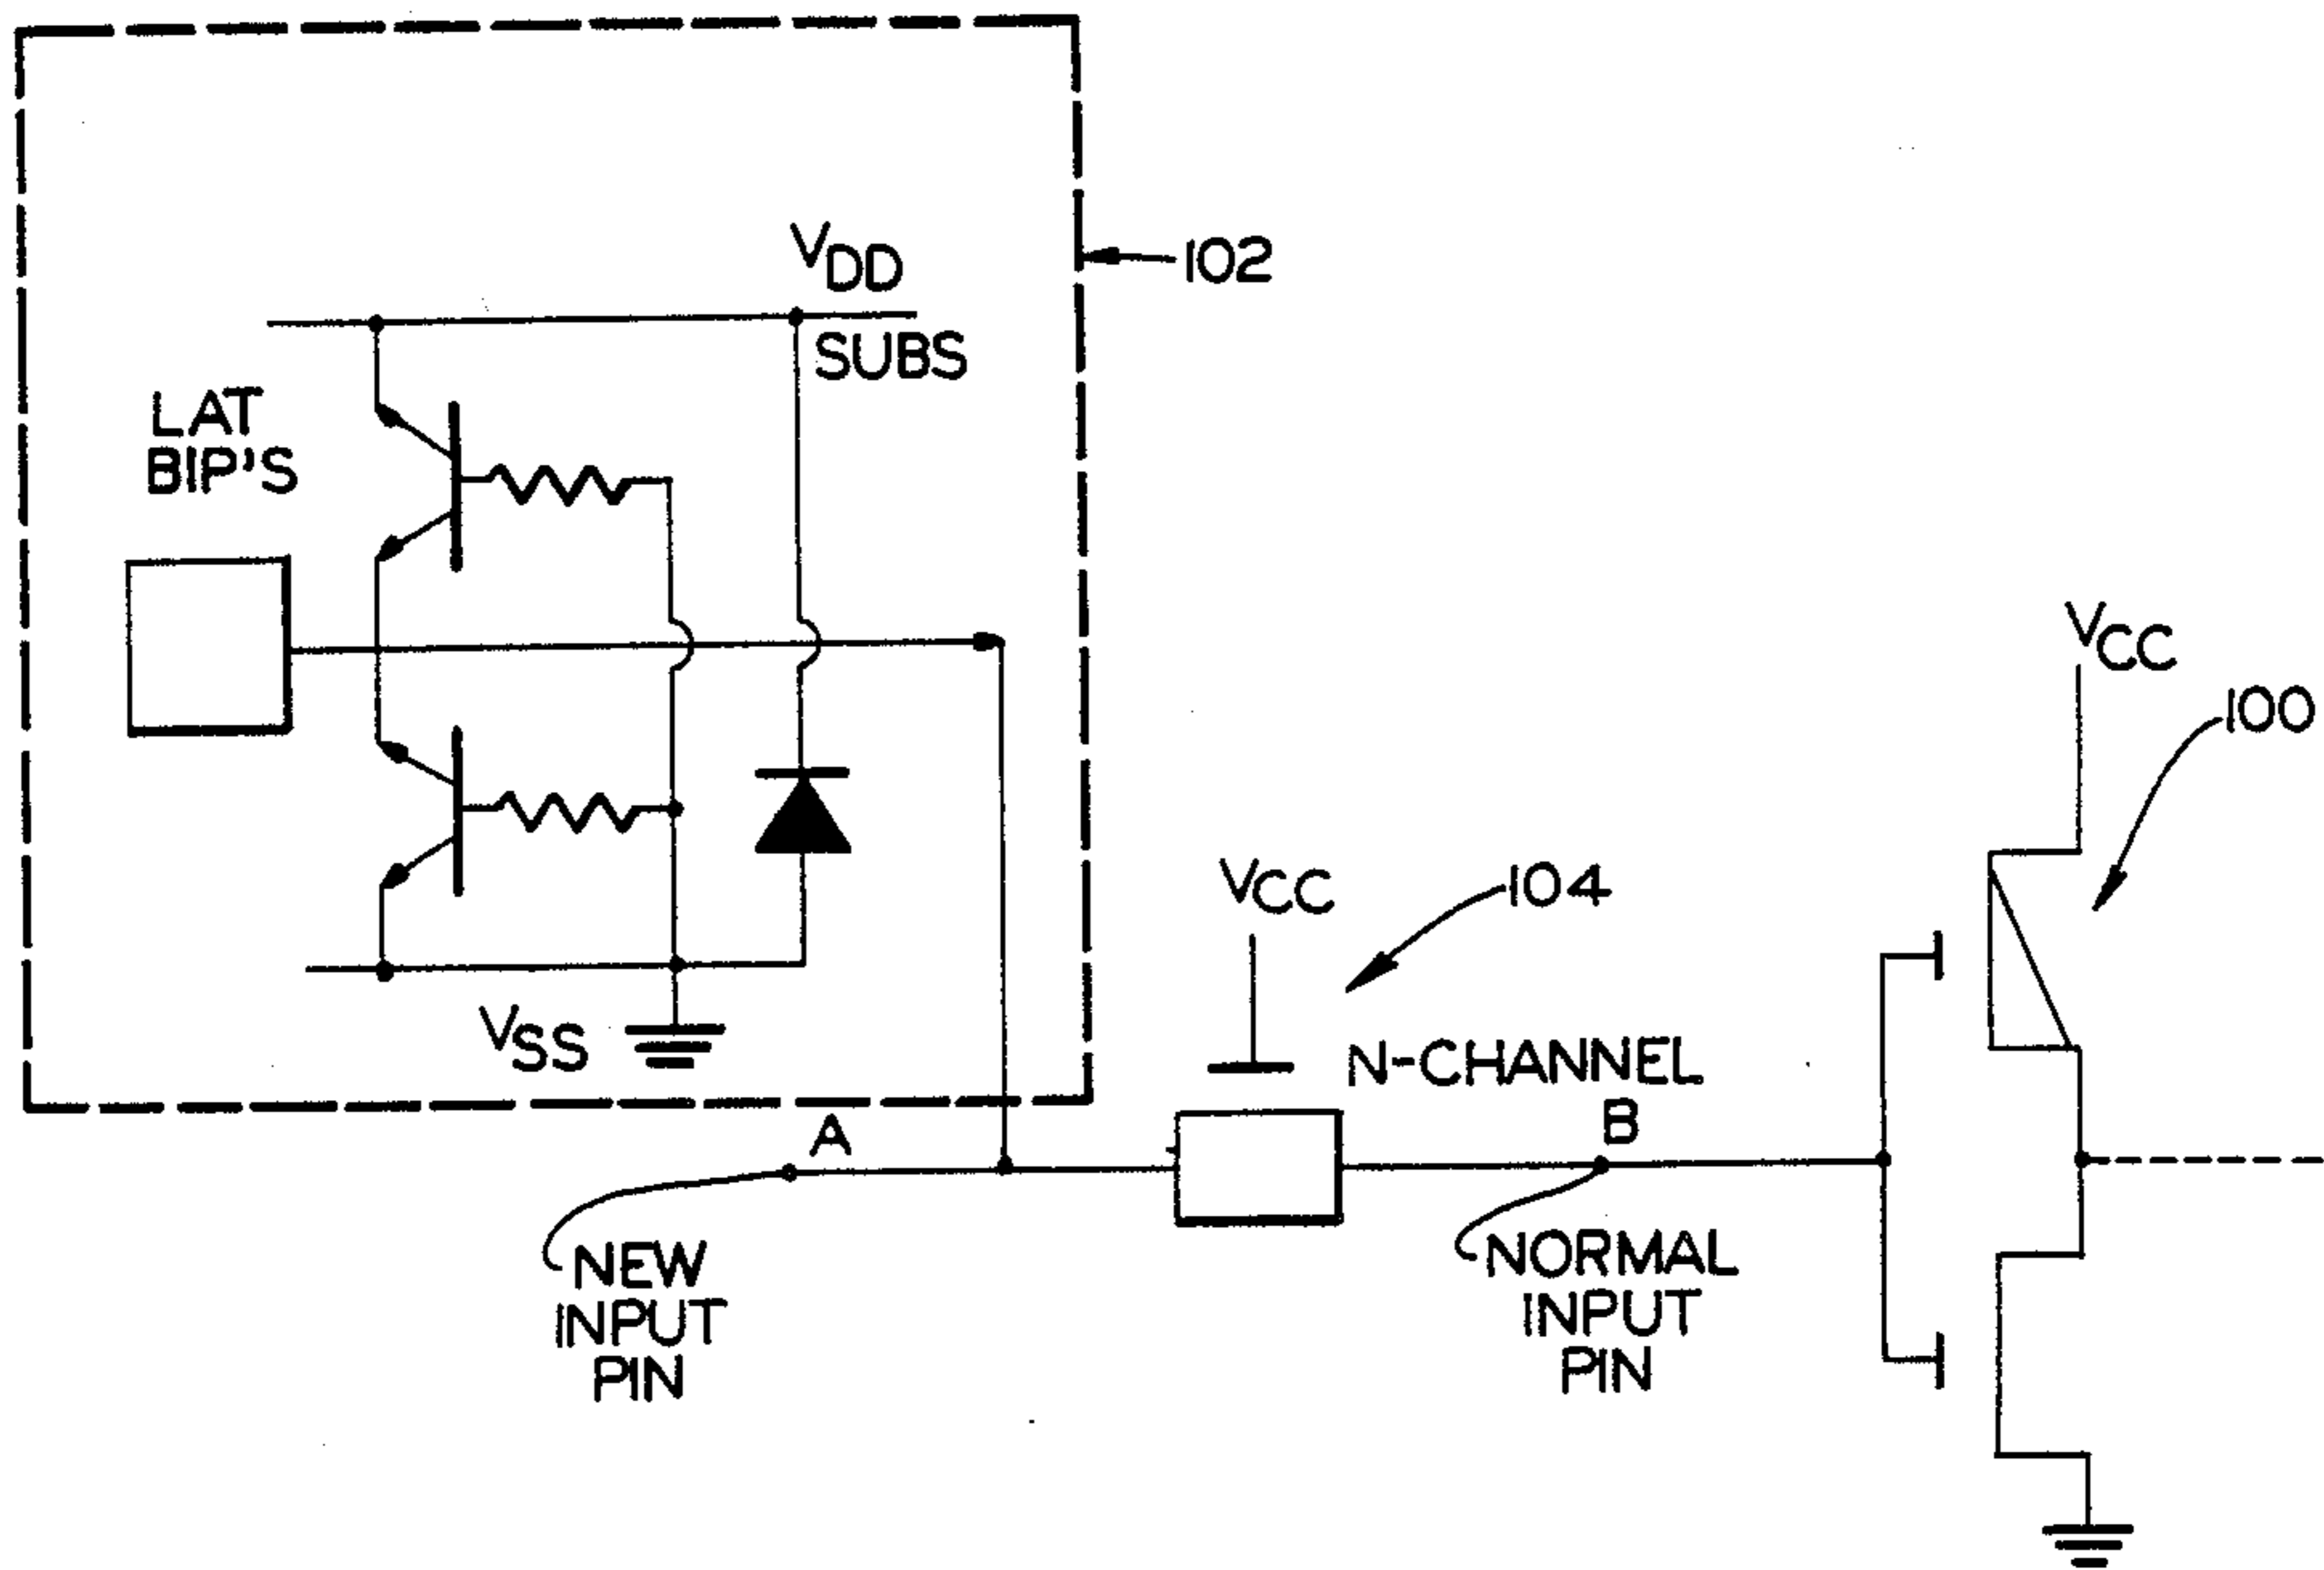 VDD
SUBS
102
LAT
BIP'S
VSS
VCC
100
VCC
104
N-CHANNEL
A
B
NEW
INPUT
PIN
NORMAL
INPUT
PIN